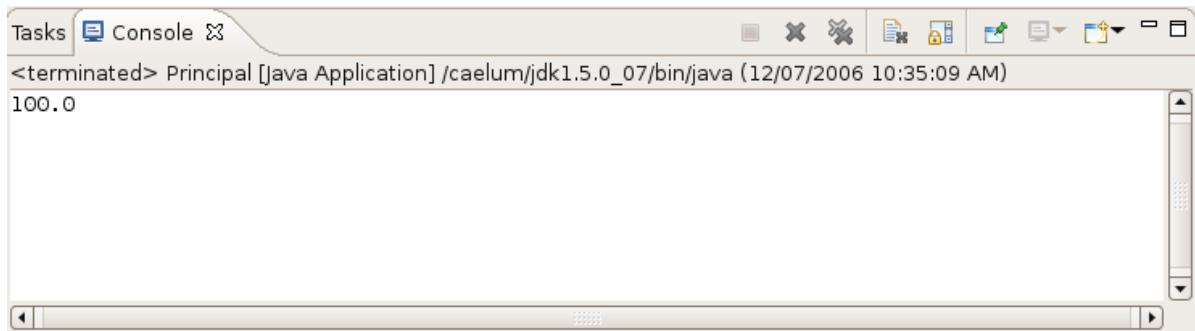 Tasks Console
<terminated> Principal [Java Application] /caelum/jdk1.5.0_07/bin/java (12/07/2006 10:35:09 AM)
100.0